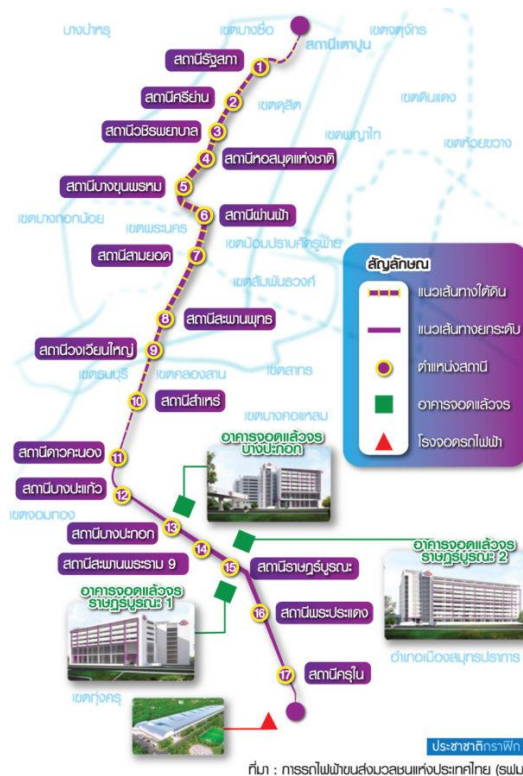 บางบำหรุ
เขตบางซื่อ
เขตจตุจักร
สถานีเตาปูน
สถานีรัฐสภา
1
สถานีศรีย่าน
2
เขตดุสิต
เขตดินแดง
สถานีวชิรพยาบาล
3
เขตพญาไท
เขตห้วยขวาง
4
สถานีหอสมุดแห่งชาติ
สถานีบางขุนพรหม
5
เขตบางกอกน้อย
เขตพระนคร
6
สถานีผ่านฟ้า
เขตป้อมปราบศัตรูพ่าย
สถานีสามยอด
7
เขตสัมพันธวงศ์
8
สถานีสะพานพุทธ
สถานีวงเวียนใหญ่
9
เขตธนบุรี
เขตคลองสาน
เขตสาทร
10
สถานีสำเหร่
เขตบางคอแหลม
สัญลักษณ์
แนวเส้นทางใต้ดิน
แนวเส้นทางยกระดับ
ตำแหน่งสถานี
อาคารจอดแล้วจร
โรงจอดรถไฟฟ้า
สถานีดาวคะนอง
11
อาคารจอดแล้วจร
บางปะกอก
สถานีบางปะแก้ว
12
เขตจอมทอง
สถานีบางปะกอก
13
สถานีสะพานพระราม 9
14
15
สถานีราษฎร์บูรณะ
อาคารจอดแล้วจร
ราษฎร์บูรณะ 2
อาคารจอดแล้วจร
ราษฎร์บูรณะ 1
16
สถานีพระประแดง
อำเภอเมืองสมุทรปราการ
17
สถานีครุใน
เขตทุ่งครุ
ประชาชาติกราฟิก
ที่มา : การรถไฟฟ้าขนส่งมวลชนแห่งประเทศไทย (รฟม